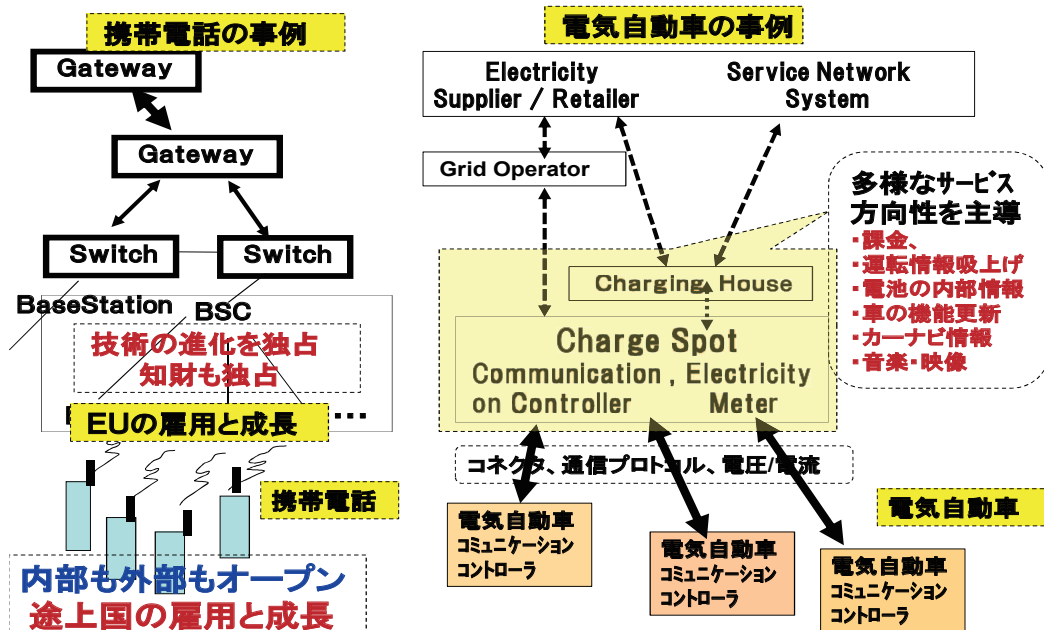 携帯電話の事例
Gateway
Gateway
Switch
Switch
BaseStation
BSC
技術の進化を独占
知財も独占
・・・
EUの雇用と成長
携帯電話
内部も外部もオープン
途上国の雇用と成長
電気自動車の事例
Electricity
Supplier / Retailer
Service Network
System
Grid Operator
Charging House
Charge Spot
Communication , Electricity
on Controller Meter
多様なサービス
方向性を主導
・課金、
・運転情報吸上げ
・電池の内部情報
・車の機能更新
・カーナビ情報
・音楽・映像
コネクタ、通信プロトコル、電圧/電流
電気自動車
電気自動車
コミュニケーション
コントローラ
電気自動車
コミュニケーション
コントローラ
電気自動車
コミュニケーション
コントローラ